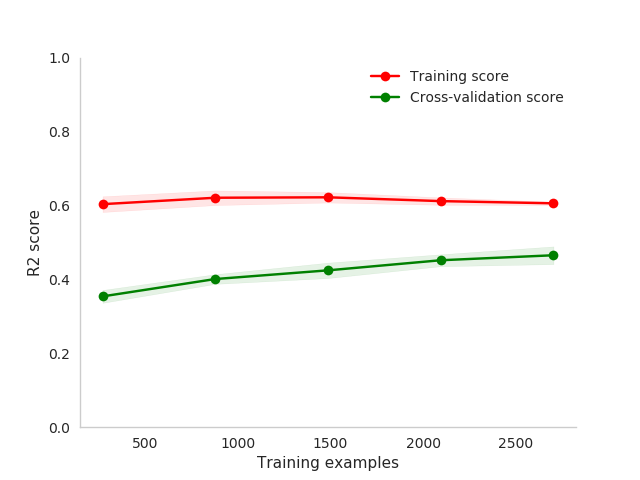 1.0
Training score
Cross-validation score
0.8
0.6
0.4
0.2
0.0
R2 score
500 1000 1500 2000 2500
Training examples